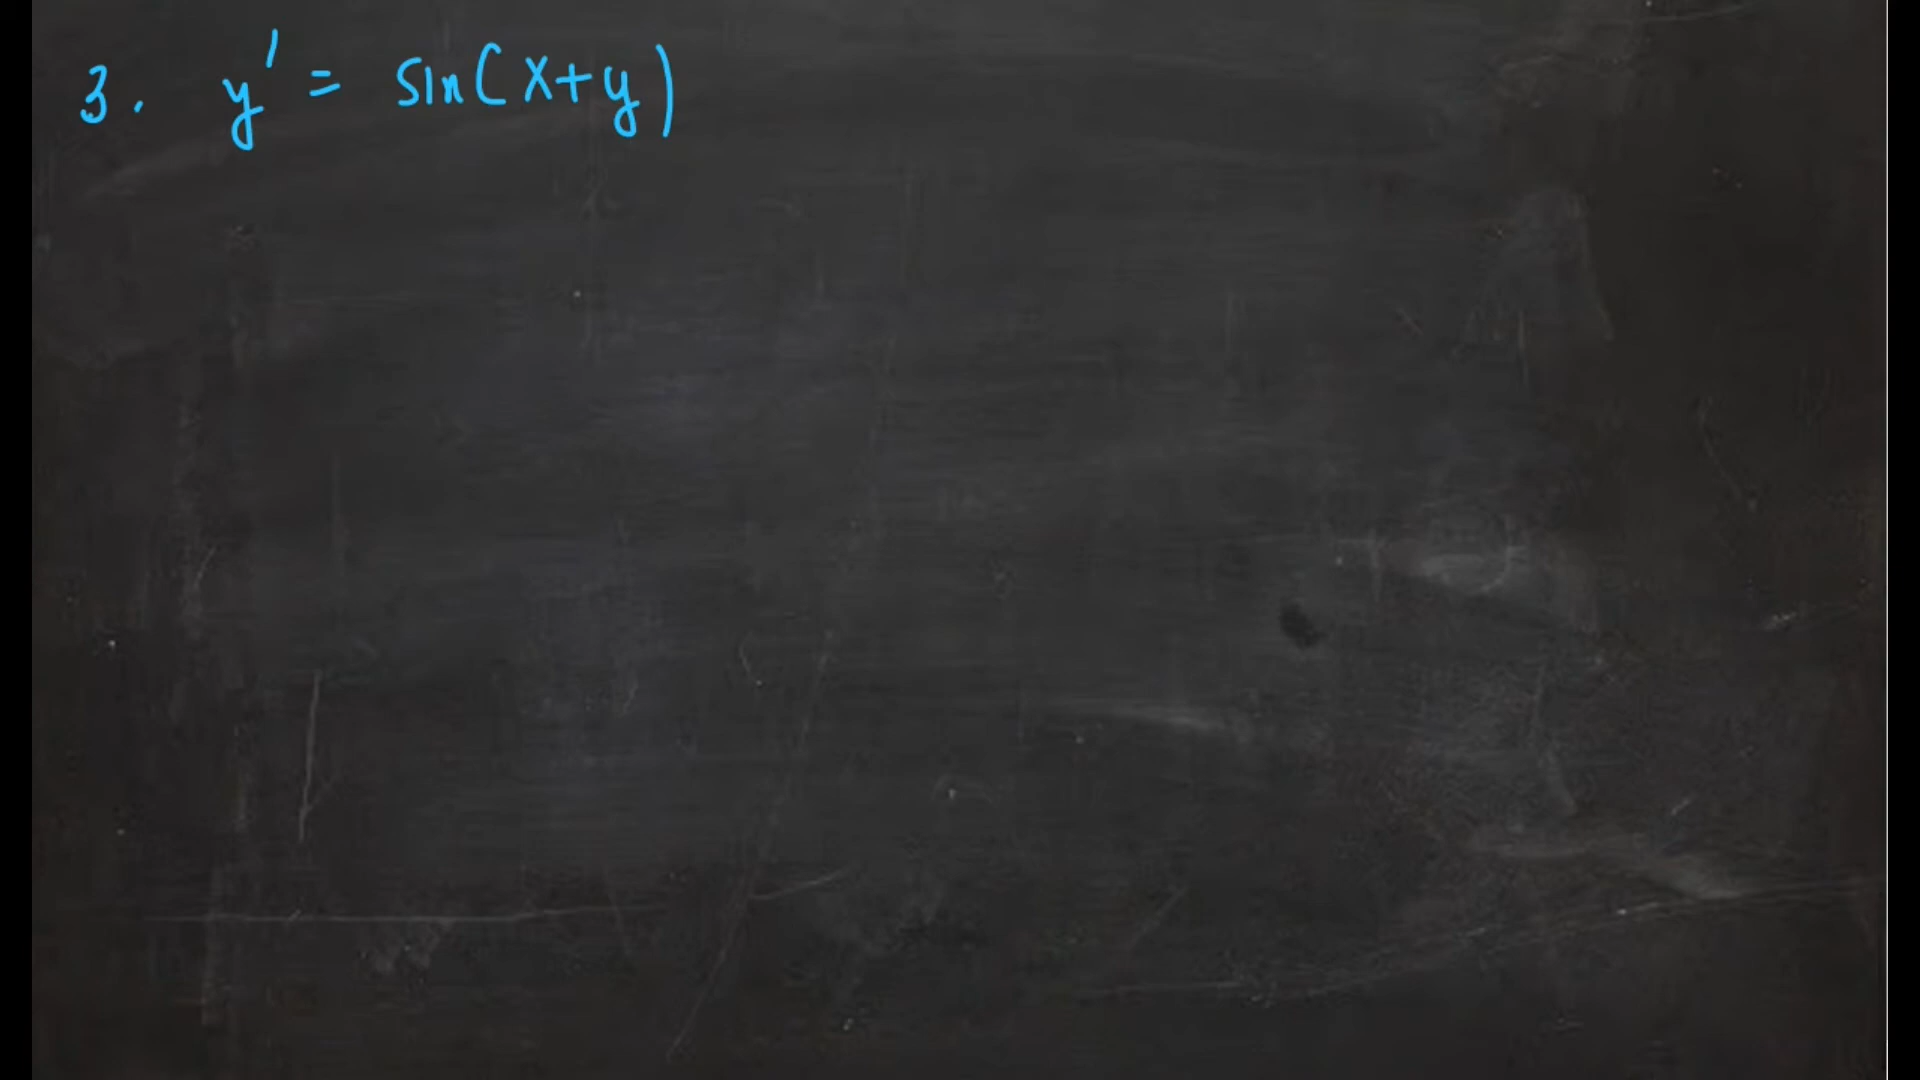 3. y' = sin(x+y)